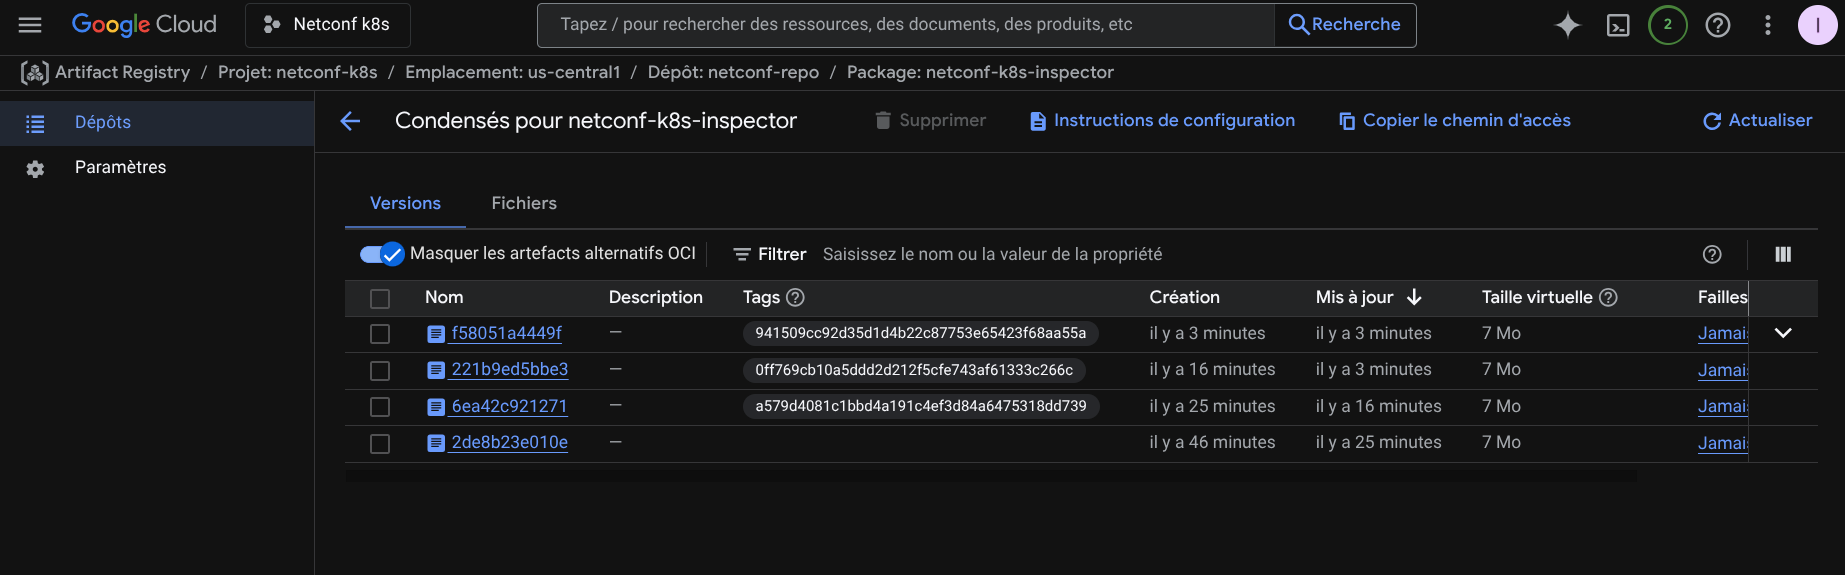 Google Cloud
Netconf k8s
Tapez / pour rechercher des ressources, des documents, des produits, etc
Recherche
2
I
Artifact Registry / Projet: netconf-k8s / Emplacement: us-central1 / Dépôt: netconf-repo / Package: netconf-k8s-inspector
Dépôts
Paramètres
Condensés pour netconf-k8s-inspector
Supprimer
Instructions de configuration
Copier le chemin d'accès
Actualiser
Versions
Fichiers
Masquer les artefacts alternatifs OCI
Filtrer
Saisissez le nom ou la valeur de la propriété
Nom Description Tags Création Mis à jour Taille virtuelle Failles
f58051a4449f — 941509cc92d35d1d4b22c87753e65423f68aa55a il y a 3 minutes il y a 3 minutes 7 Mo Jamais
221b9ed5bbe3 — 0ff769cb10a5ddd2d212f5cfe743af61333c266c il y a 16 minutes il y a 3 minutes 7 Mo Jamais
6ea42c921271 — a579d4081c1bbd4a191c4ef3d84a6475318dd739 il y a 25 minutes il y a 16 minutes 7 Mo Jamais
2de8b23e010e — il y a 46 minutes il y a 25 minutes 7 Mo Jamais